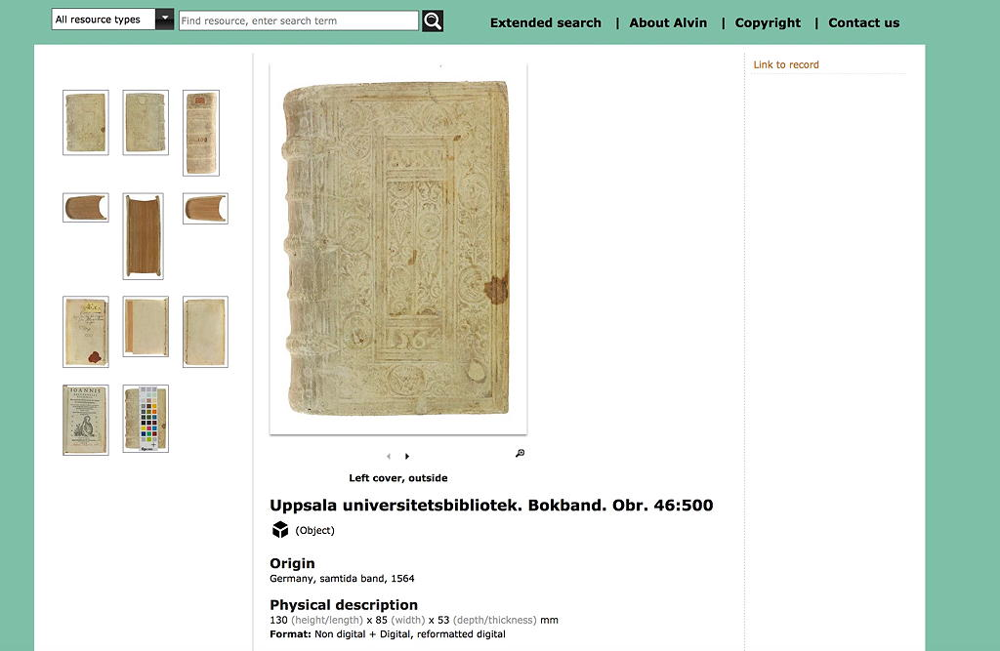 All resource types
Find resource, enter search term
Extended search | About Alvin | Copyright | Contact us
Link to record
IOANNIS
1564
Left cover, outside
Uppsala universitetsbibliotek. Bokband. Obr. 46:500
(Object)
Origin
Germany, samtida band, 1564
Physical description
130 (height/length) x 85 (width) x 53 (depth/thickness) mm
Format: Non digital + Digital, reformatted digital